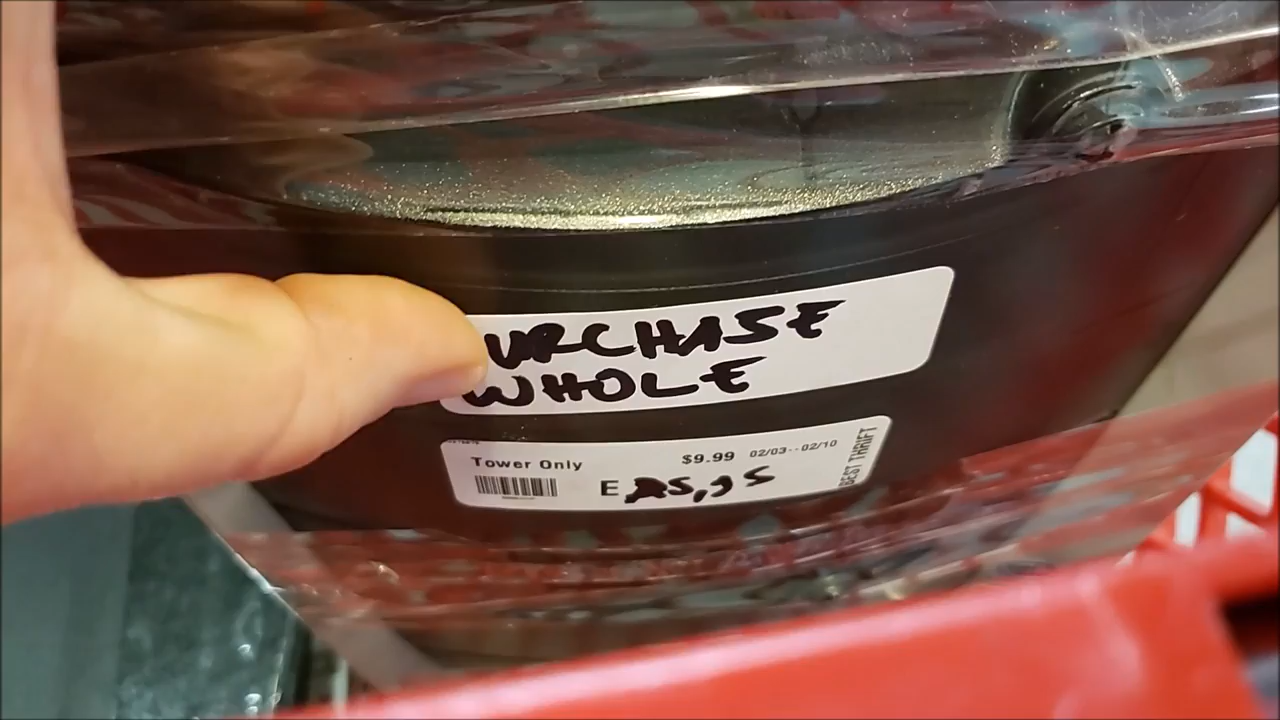 URCHASE
WHOLE
Tower Only
$9.99 02/03--02/10
E
BEST THRIFT